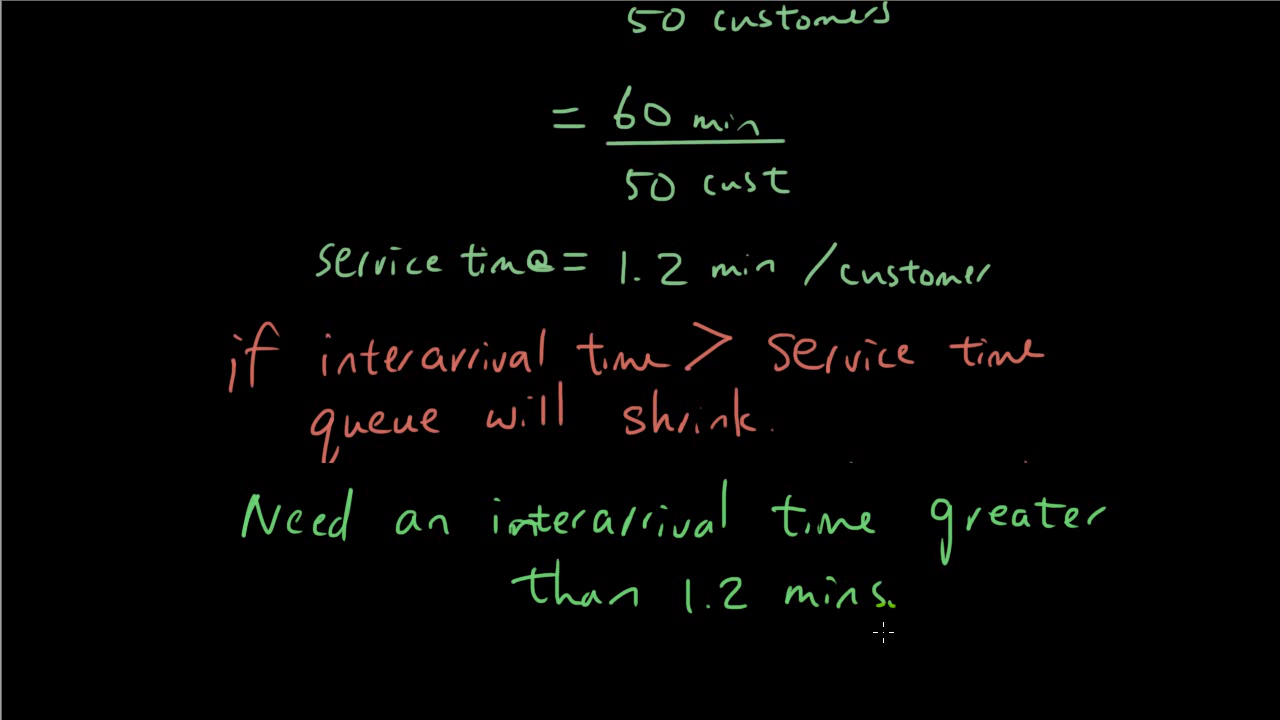 50 customers
= 60 min
50 cust
service time = 1.2 min / customer
if interarrival time > service time
queue will shrink.
Need an interarrival time greater
than 1.2 mins.